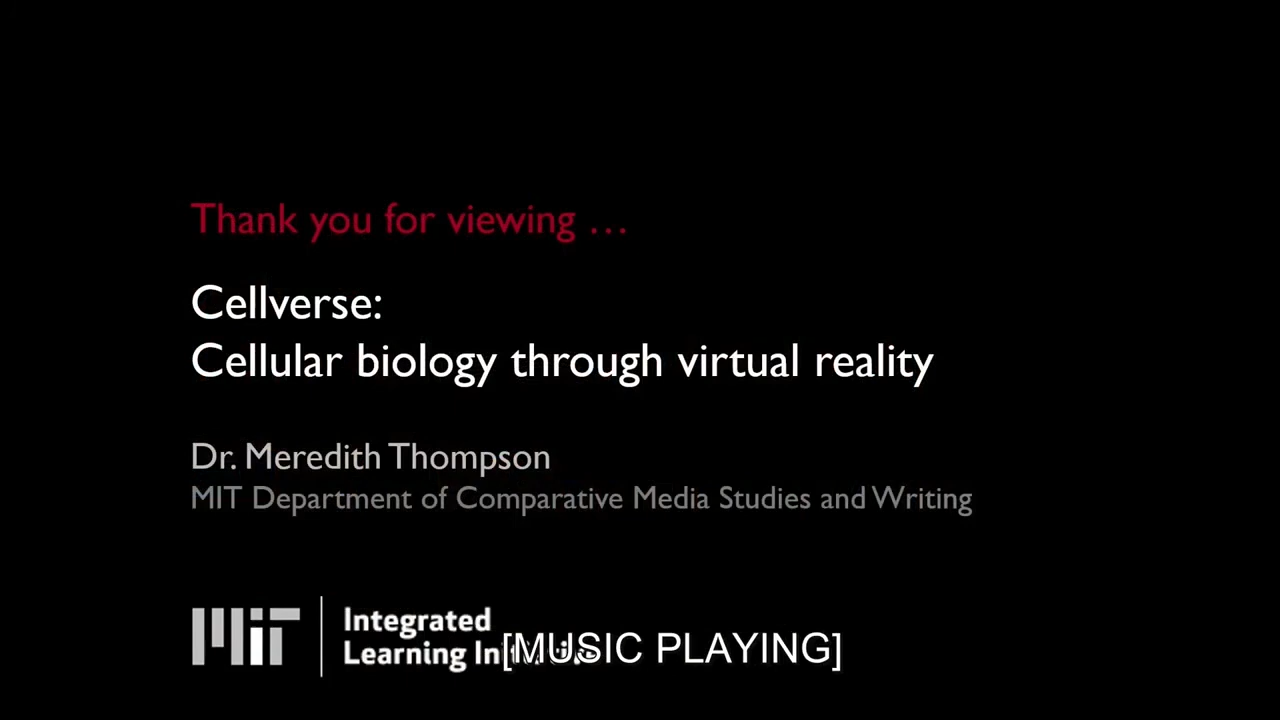 Thank you for viewing ...
Cellverse:
Cellular biology through virtual reality
Dr. Meredith Thompson
MIT Department of Comparative Media Studies and Writing
MIT
Integrated
Learning
[MUSIC PLAYING]